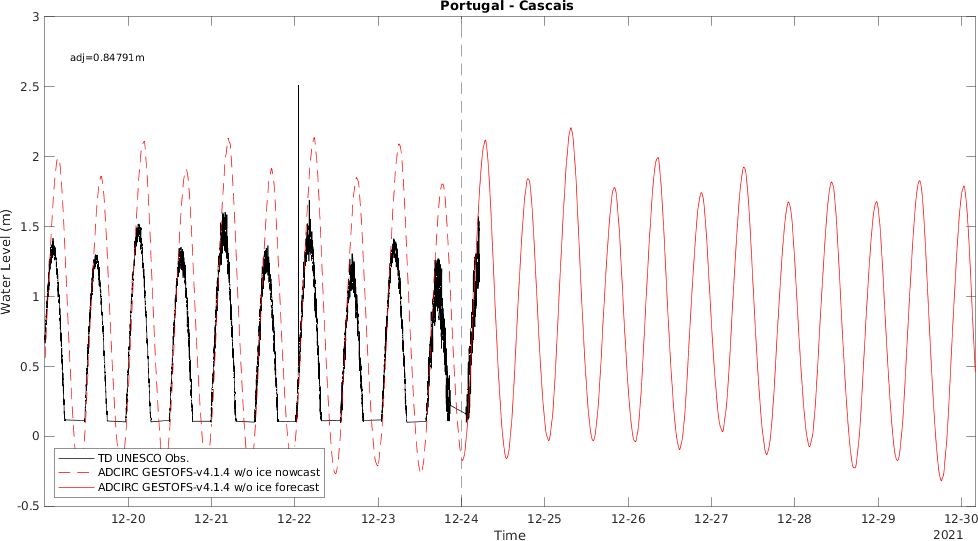 Portugal - Cascais
adj=0.84791m
3
2.5
2
1.5
1
0.5
0
-0.5
Water Level (m)
TD UNESCO Obs.
ADCIRC GESTOFS-v4.1.4 w/o ice nowcast
ADCIRC GESTOFS-v4.1.4 w/o ice forecast
12-20 12-21 12-22 12-23 12-24 12-25 12-26 12-27 12-28 12-29 12-30
Time
2021